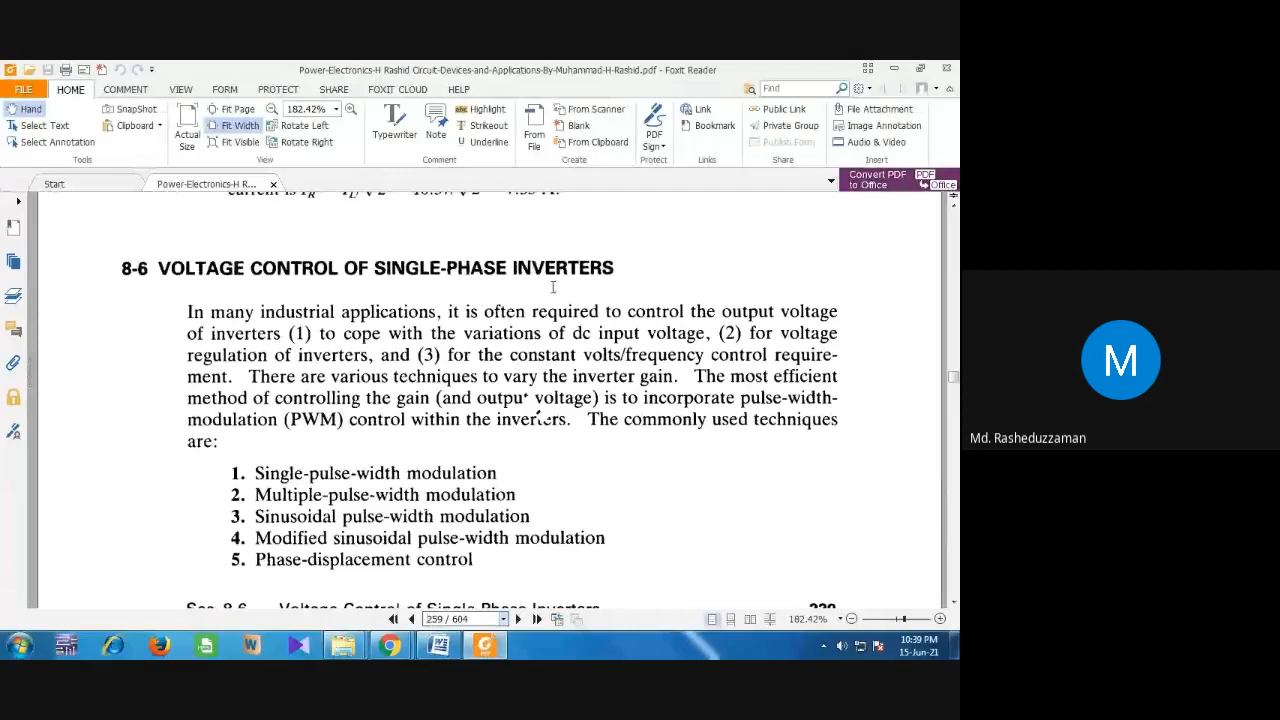 Power-Electronics-H Rashid Circuit-Devices-and-Applications-By-Muhammad-H-Rashid.pdf - Foxit Reader
FILE HOME COMMENT VIEW FORM PROTECT SHARE FOXIT CLOUD HELP Find
Hand SnapShot Fit Page 182.42% Highlight From Scanner Link Public Link File Attachment
Select Text Clipboard Fit Width Rotate Left Strikeout Blank Bookmark Private Group Image Annotation
Select Annotation Actual Size Fit Visible Rotate Right Typewriter Note Underline From File From Clipboard PDF Sign Publish Form Audio & Video
Tools View Comment Create Protect Links Share Insert
Start Power-Electronics-H R... Convert PDF to Office PDF Office
8-6 VOLTAGE CONTROL OF SINGLE-PHASE INVERTERS
In many industrial applications, it is often required to control the output voltage
of inverters (1) to cope with the variations of dc input voltage, (2) for voltage
regulation of inverters, and (3) for the constant volts/frequency control require-
ment. There are various techniques to vary the inverter gain. The most efficient
method of controlling the gain (and output voltage) is to incorporate pulse-width-
modulation (PWM) control within the inverters. The commonly used techniques
are:
1. Single-pulse-width modulation
2. Multiple-pulse-width modulation
3. Sinusoidal pulse-width modulation
4. Modified sinusoidal pulse-width modulation
5. Phase-displacement control
Sec. 8-6 Voltage Control of Single-Phase Inverters
259 / 604 182.42%
10:39 PM
15-Jun-21
M
Md. Rasheduzzaman